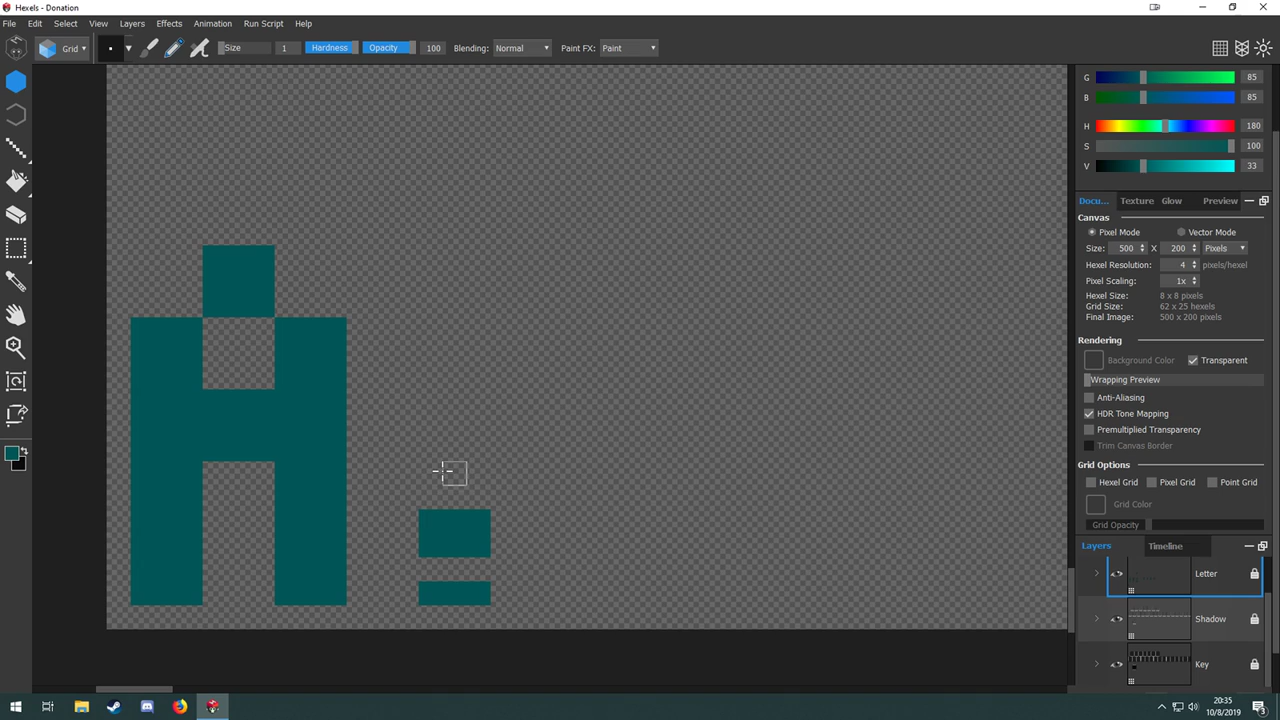 Hexels - Donation
File Edit Select View Layers Effects Animation Run Script Help
Grid Size 1 Hardness Opacity 100 Blending: Normal Paint FX: Paint
G 85
B 85
H 180
S 100
V 33
Docu... Texture Glow Preview
Canvas
Pixel Mode Vector Mode
Size: 500 X 200 Pixels
Hexel Resolution: 4 pixels/hexel
Pixel Scaling: 1x
Hexel Size: 8 x 8 pixels
Grid Size: 62 x 25 hexels
Final Image: 500 x 200 pixels
Rendering
Background Color Transparent
Wrapping Preview
Anti-Aliasing
HDR Tone Mapping
Premultiplied Transparency
Trim Canvas Border
Grid Options
Hexel Grid Pixel Grid Point Grid
Grid Color
Grid Opacity
Layers Timeline
Letter
Shadow
Key
20:35
10/8/2019
3